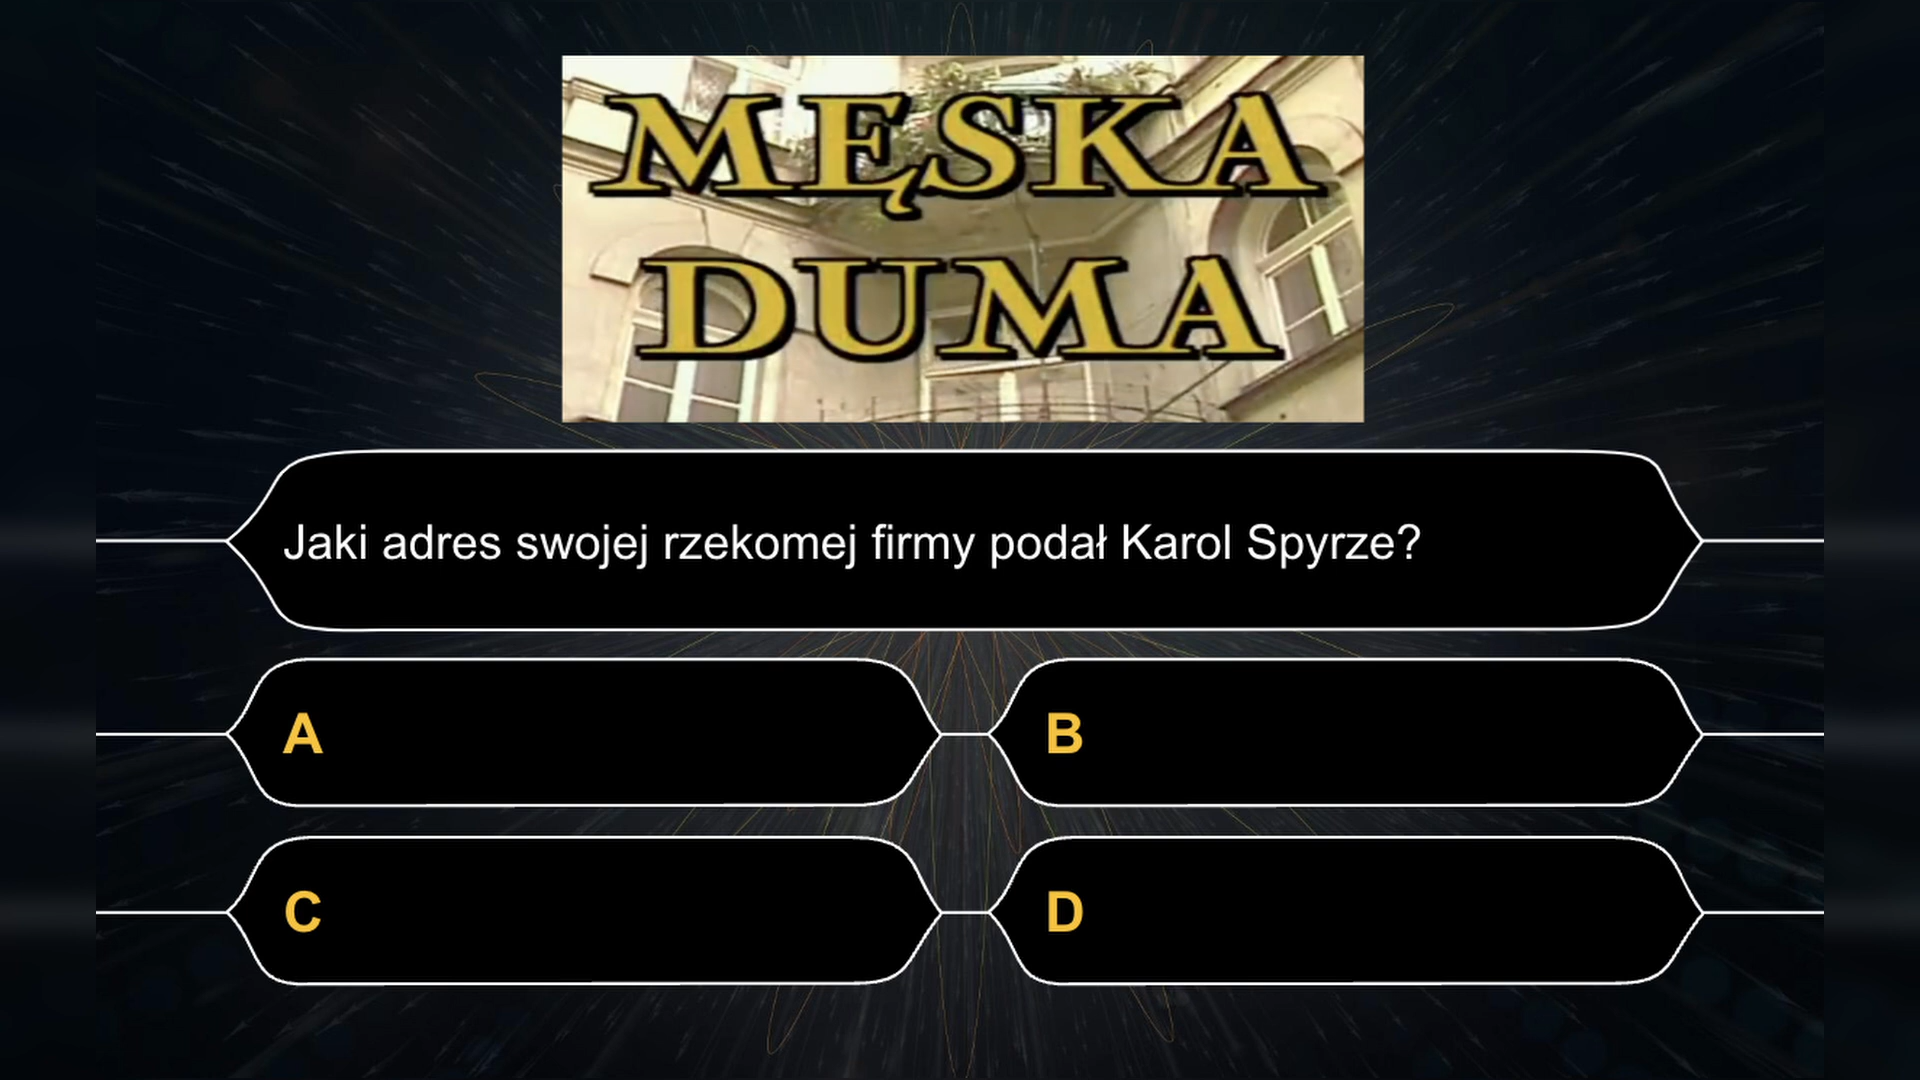 MĘSKA
DUMA
Jaki adres swojej rzekomej firmy podał Karol Spyrze?
A
B
C
D